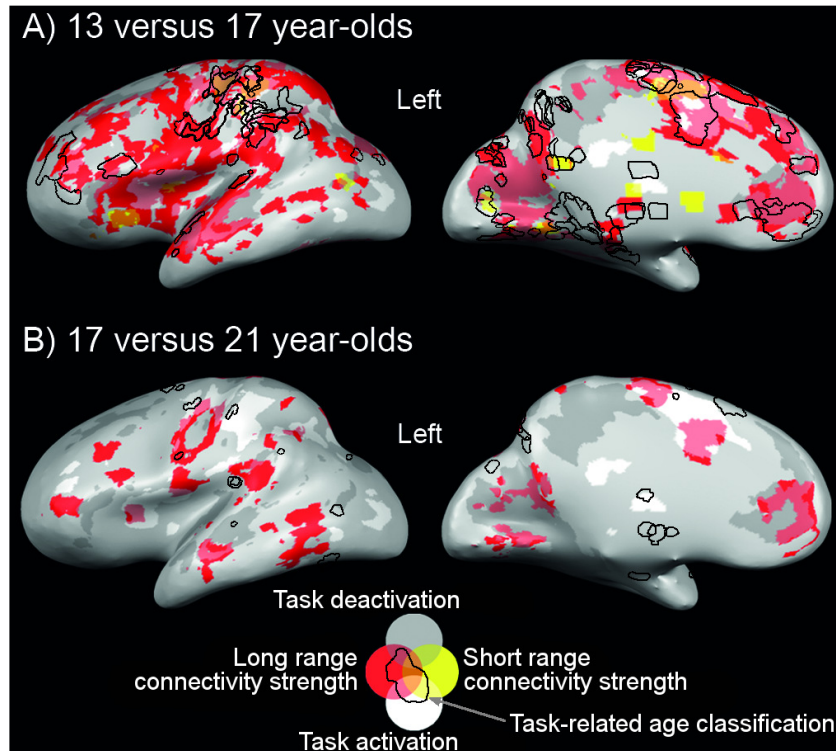 A) 13 versus 17 year-olds
Left
B) 17 versus 21 year-olds
Left
Task deactivation
Long range
connectivity strength
Short range
connectivity strength
Task-related age classification
Task activation